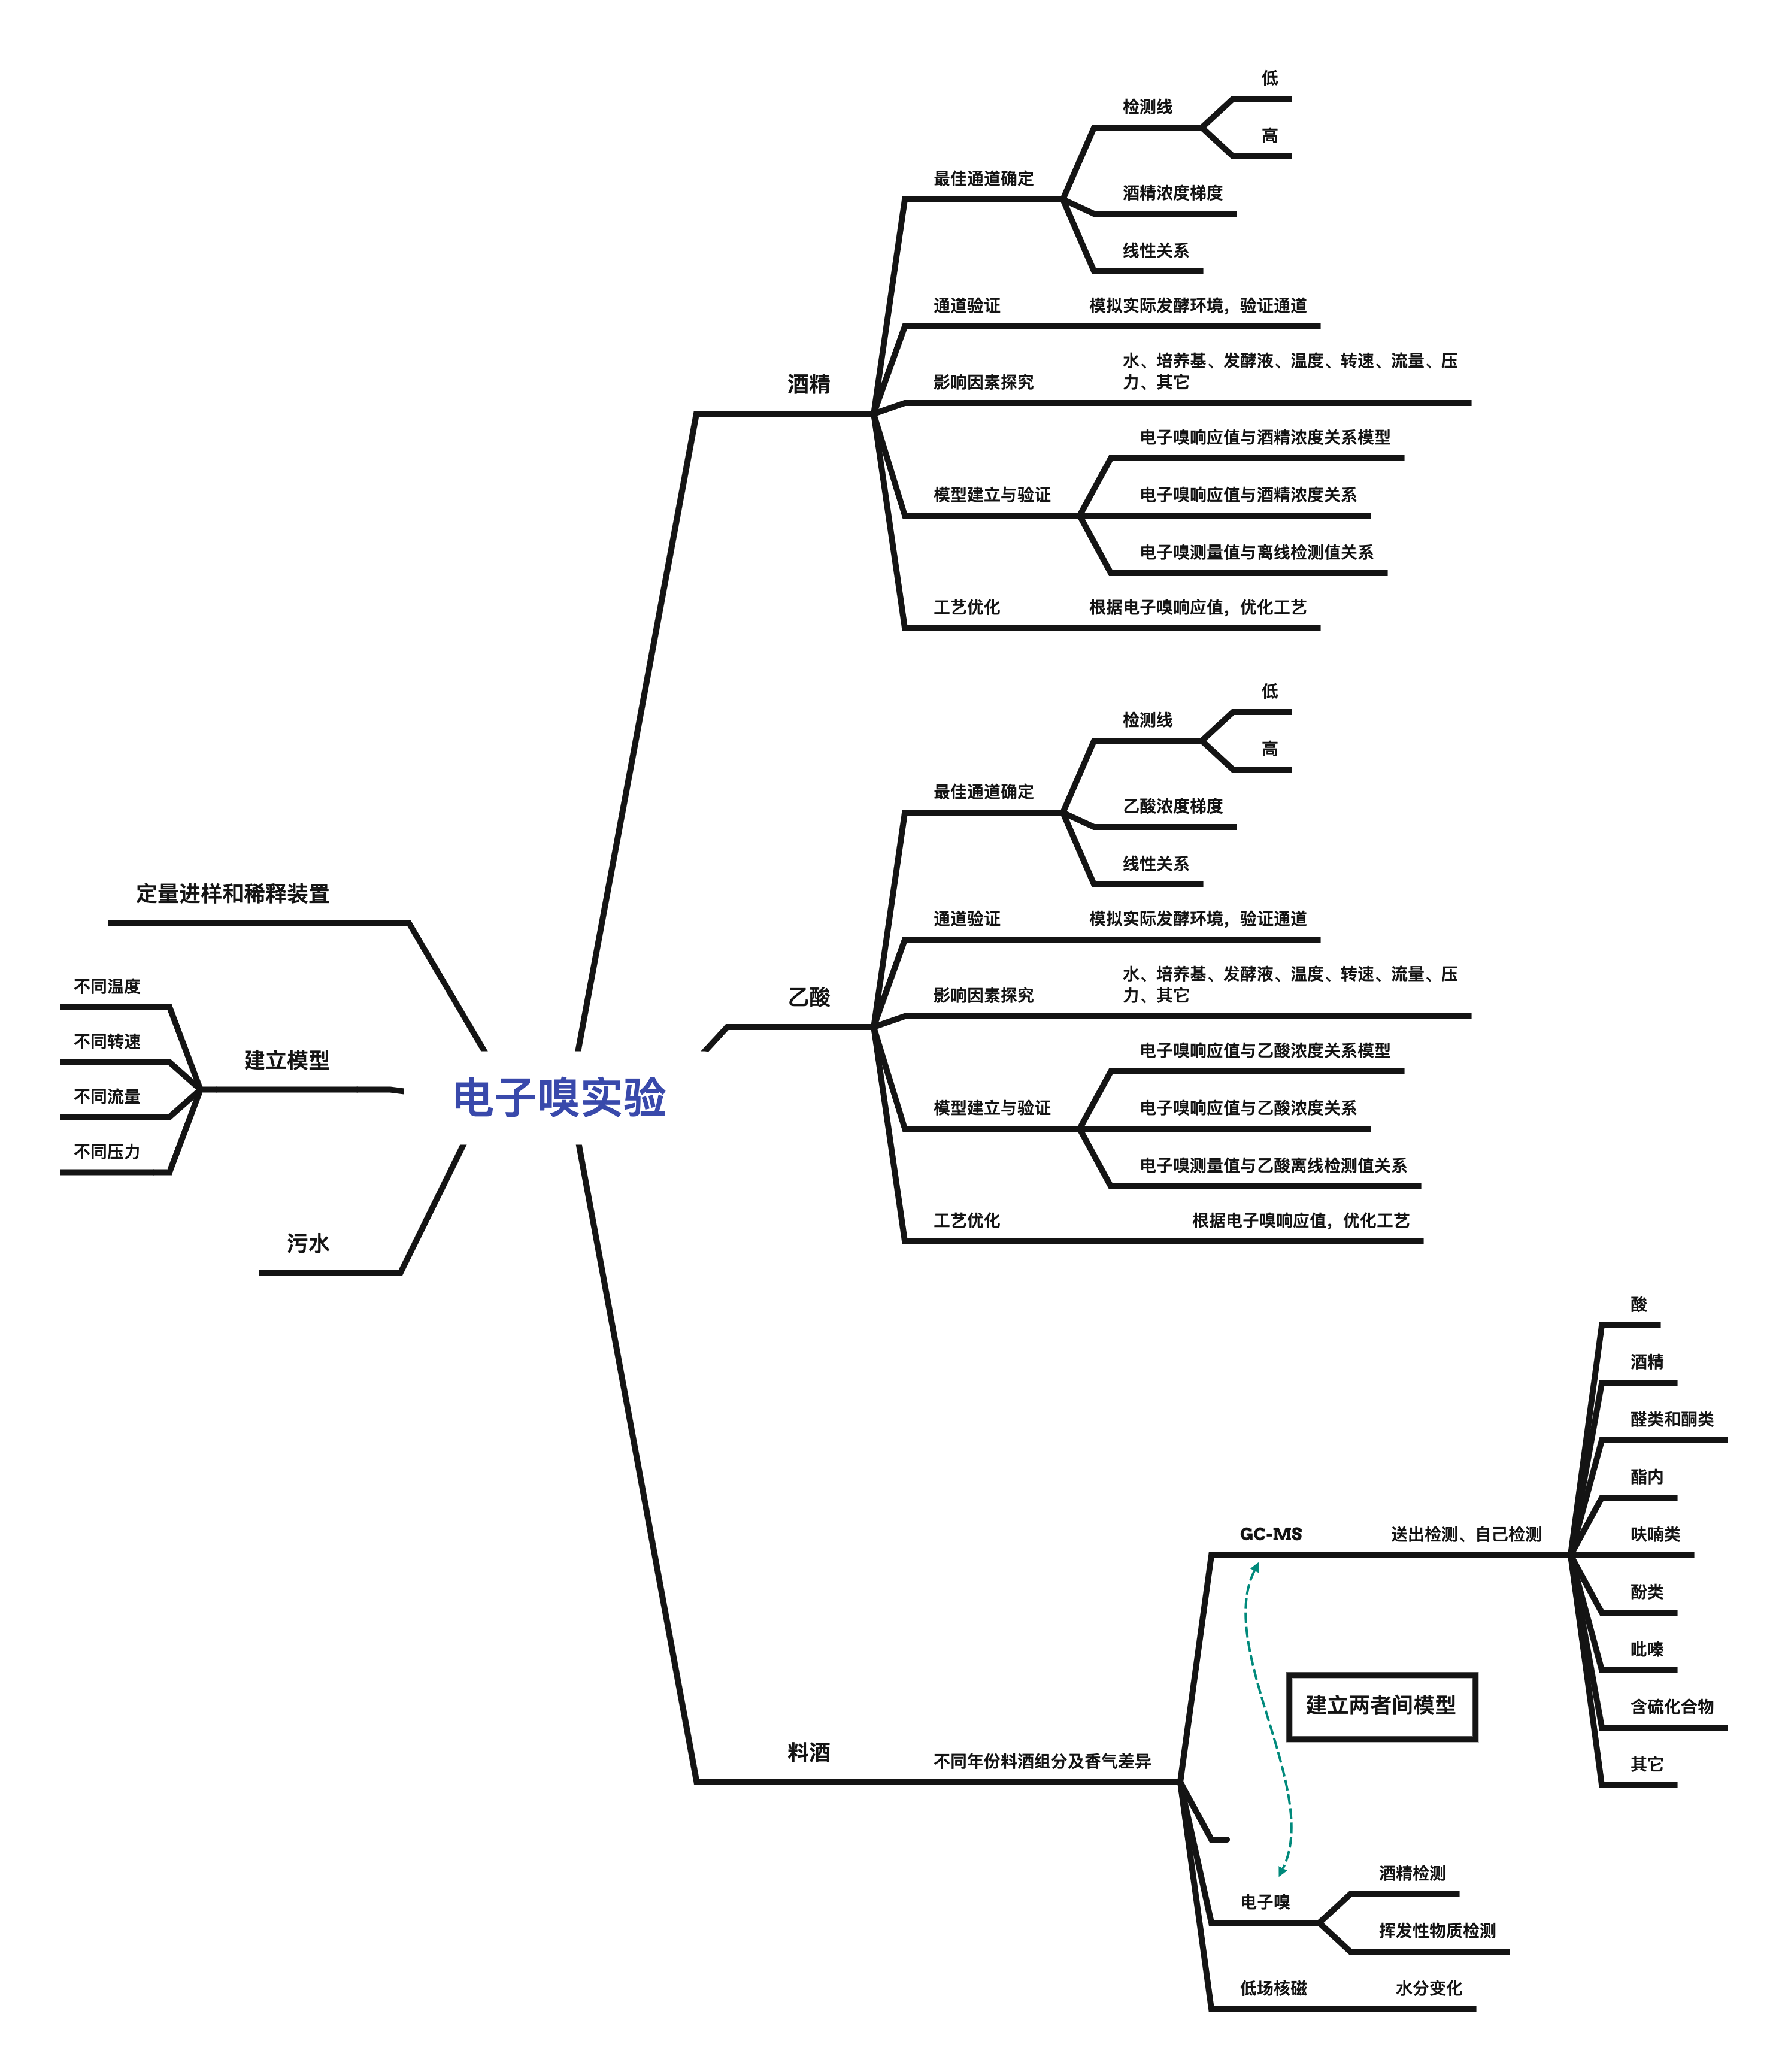 电子嗅实验
酒精
最佳通道确定
检测线
低
高
酒精浓度梯度
线性关系
通道验证
模拟实际发酵环境，验证通道
影响因素探究
水、培养基、发酵液、温度、转速、流量、压
力、其它
模型建立与验证
电子嗅响应值与酒精浓度关系模型
电子嗅响应值与酒精浓度关系
电子嗅测量值与离线检测值关系
工艺优化
根据电子嗅响应值，优化工艺
乙酸
最佳通道确定
检测线
低
高
乙酸浓度梯度
线性关系
通道验证
模拟实际发酵环境，验证通道
影响因素探究
水、培养基、发酵液、温度、转速、流量、压
力、其它
模型建立与验证
电子嗅响应值与乙酸浓度关系模型
电子嗅响应值与乙酸浓度关系
电子嗅测量值与乙酸离线检测值关系
工艺优化
根据电子嗅响应值，优化工艺
料酒
不同年份料酒组分及香气差异
GC-MS
送出检测、自己检测
酸
酒精
醛类和酮类
酯内
呋喃类
酚类
吡嗪
含硫化合物
其它
建立两者间模型
电子嗅
酒精检测
挥发性物质检测
低场核磁
水分变化
定量进样和稀释装置
建立模型
不同温度
不同转速
不同流量
不同压力
污水